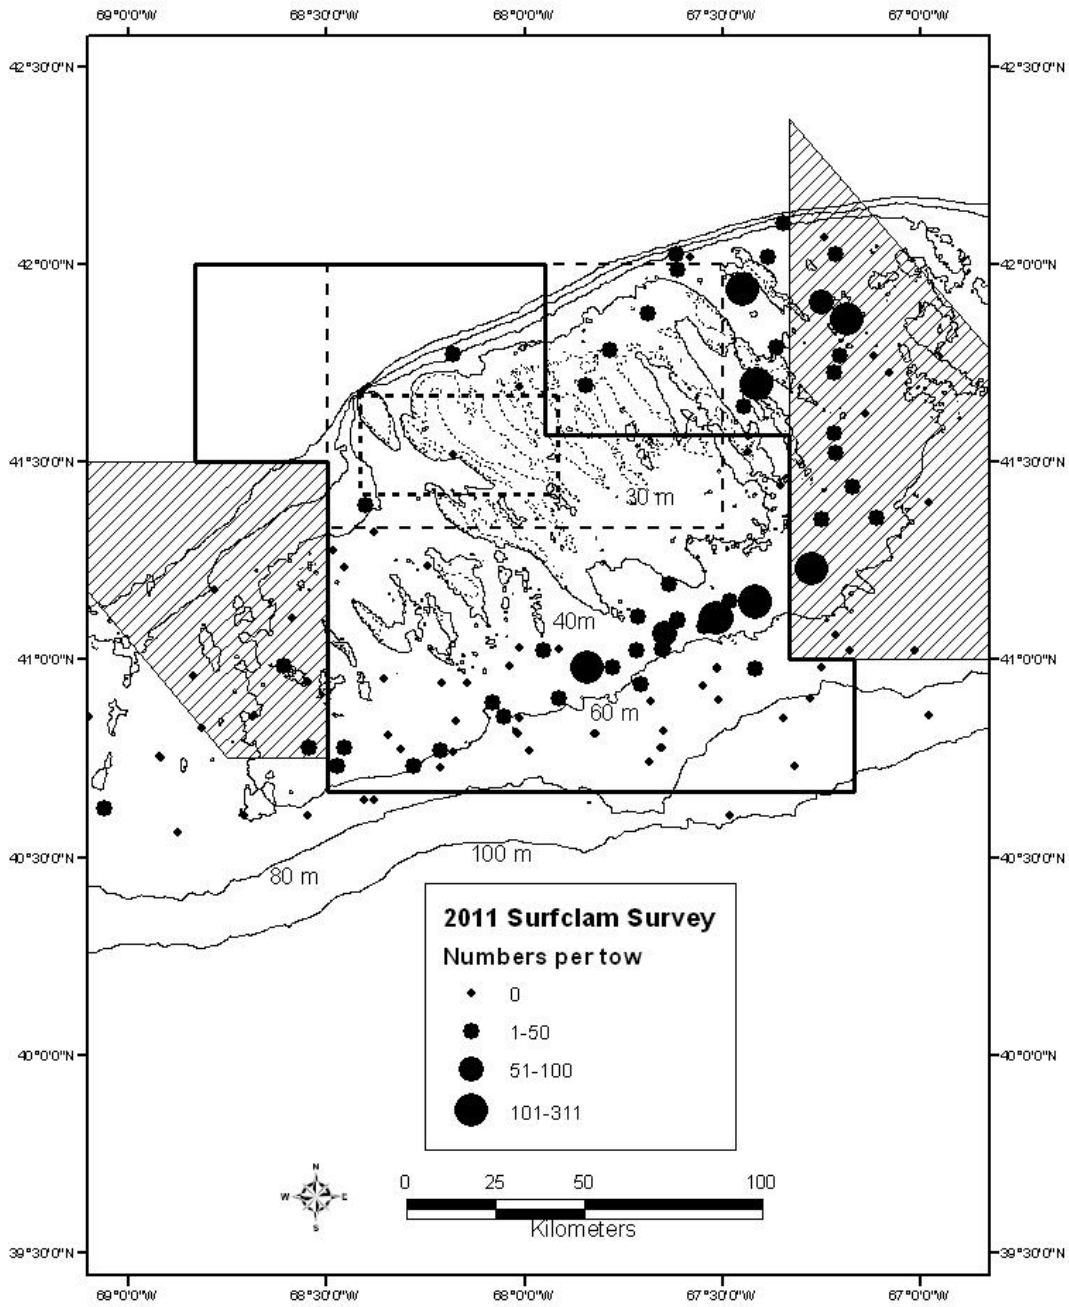 69°0'0"W 68°30'0"W 68°0'0"W 67°30'0"W 67°0'0"W
42°30'0"N 42°30'0"N
42°0'0"N 42°0'0"N
41°30'0"N 41°30'0"N
30 m
40m
41°0'0"N 41°0'0"N
60 m
40°30'0"N 40°30'0"N
100 m
80 m
2011 Surfclam Survey
Numbers per tow
0
1-50
51-100
101-311
40°0'0"N 40°0'0"N
N
W E
S
0 25 50 100
Kilometers
39°30'0"N 39°30'0"N
69°0'0"W 68°30'0"W 68°0'0"W 67°30'0"W 67°0'0"W